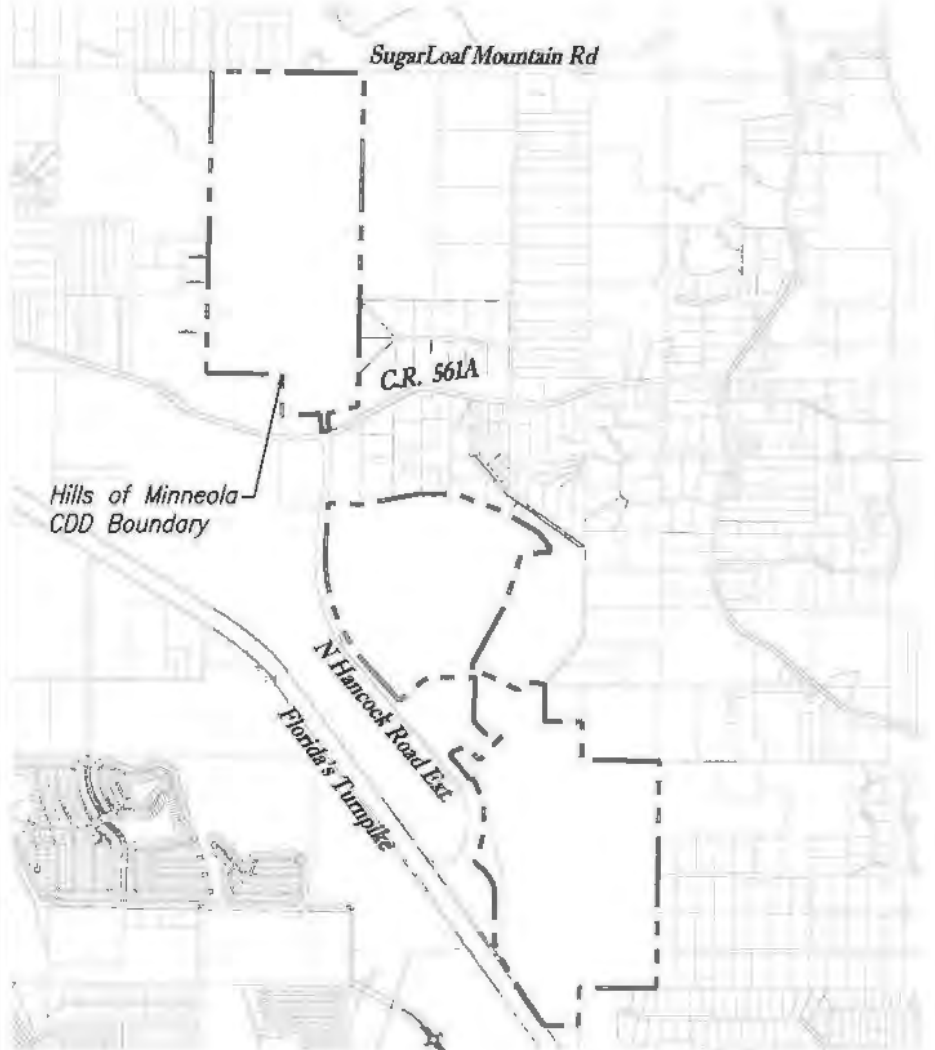 SugarLoaf Mountain Rd
C.R. 561A
Hills of Minneola
CDD Boundary
N Hancock Road Ext.
Florida's Turnpike